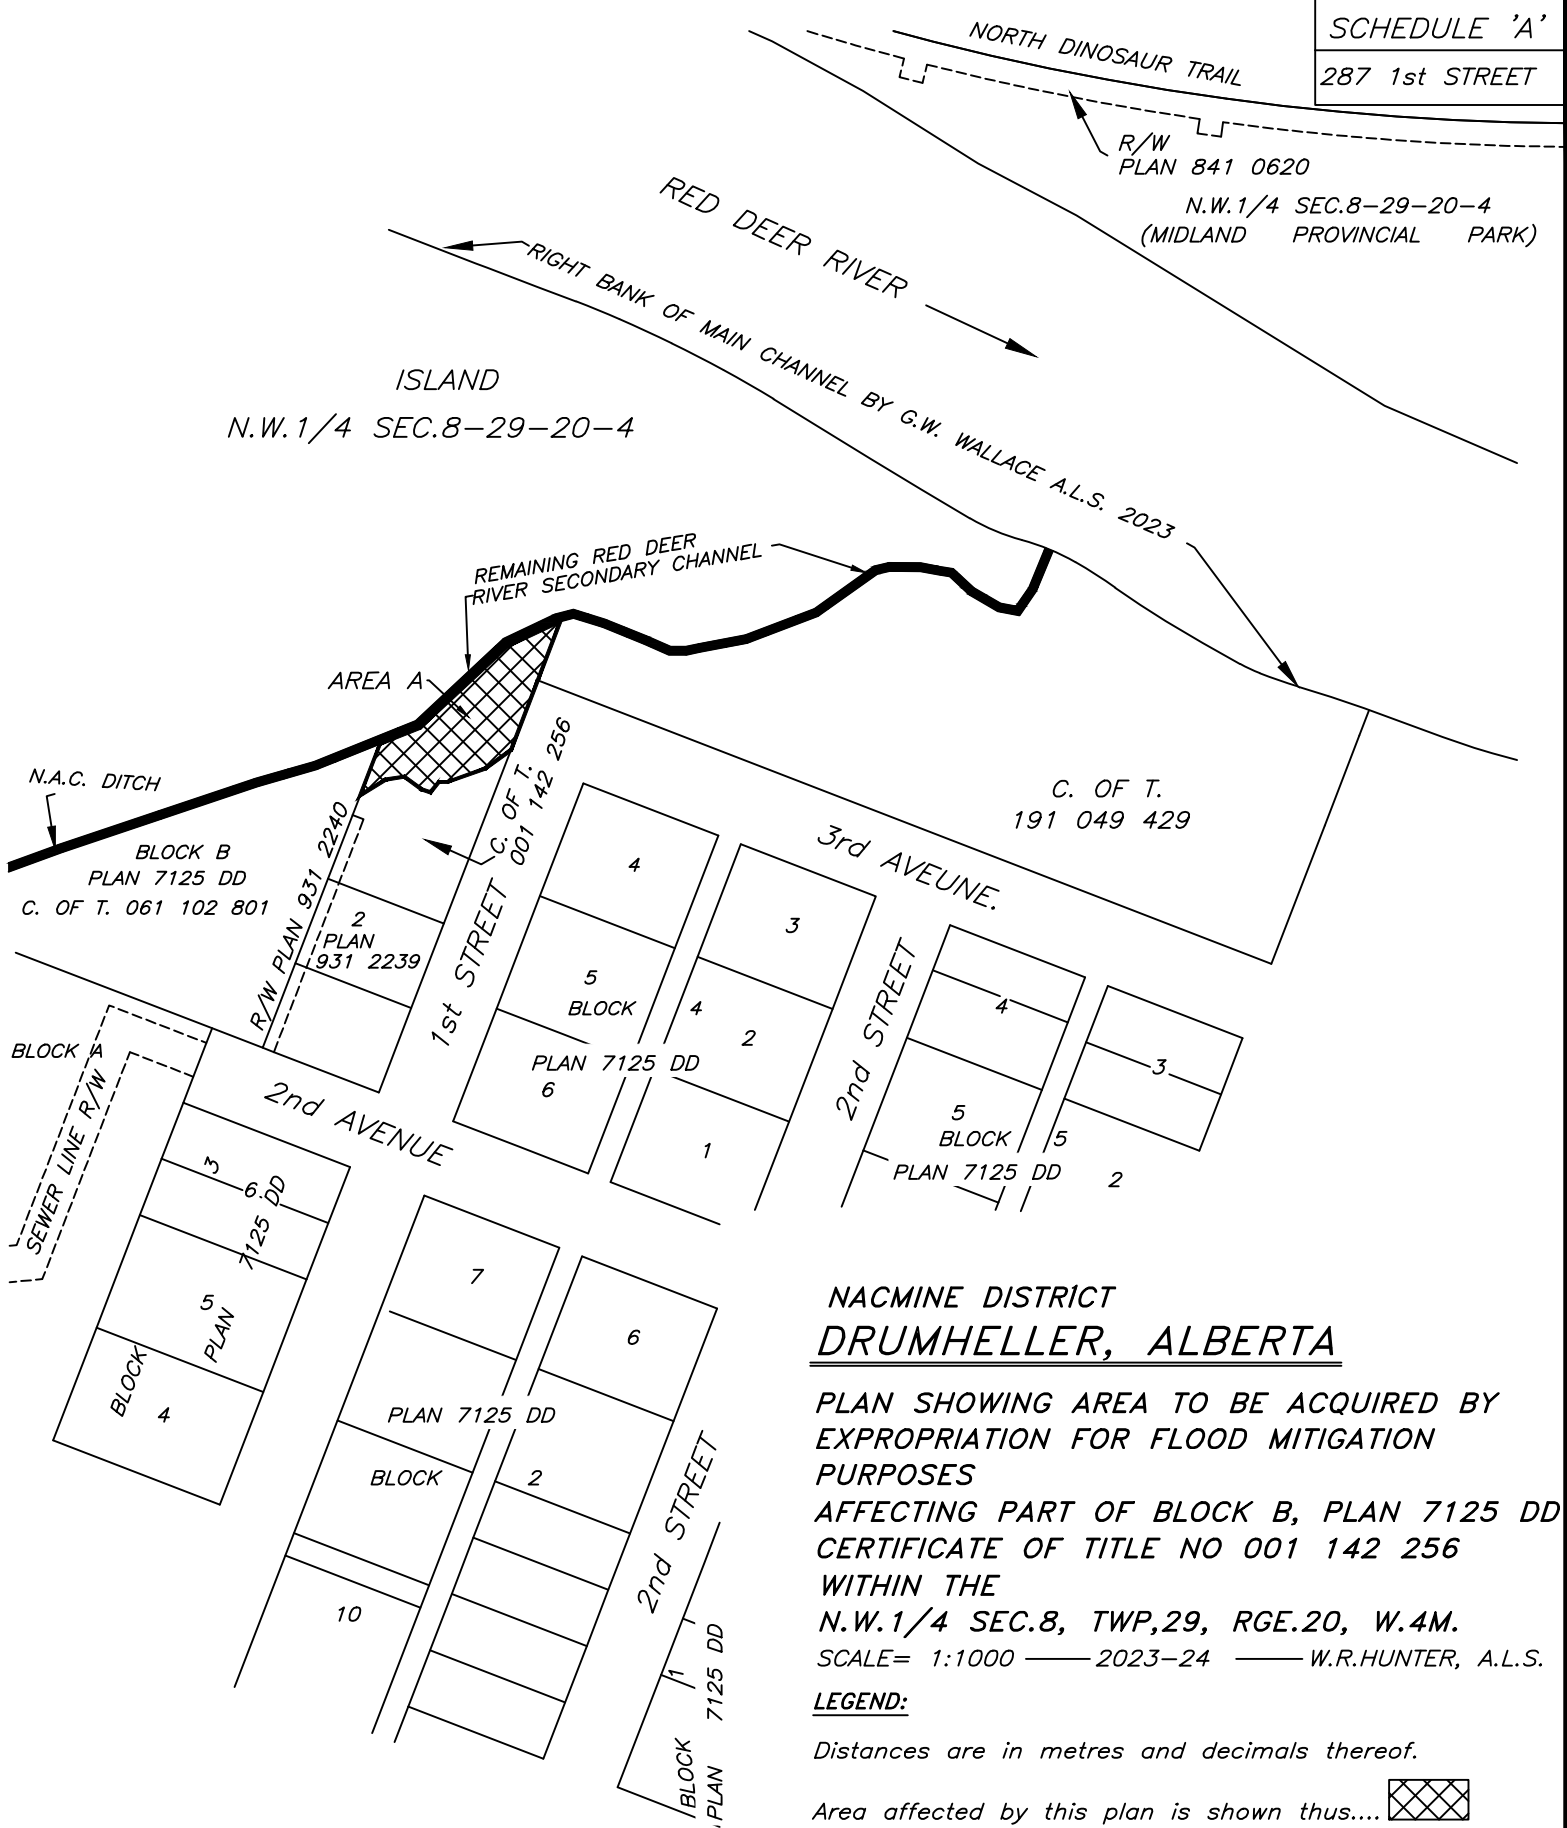 SCHEDULE 'A'
287 1st STREET
NORTH DINOSAUR TRAIL
R/W
PLAN 841 0620
N.W.1/4 SEC.8-29-20-4
(MIDLAND PROVINCIAL PARK)
RED DEER RIVER
RIGHT BANK OF MAIN CHANNEL BY G.W. WALLACE A.L.S. 2023
ISLAND
N.W.1/4 SEC.8-29-20-4
REMAINING RED DEER
RIVER SECONDARY CHANNEL
AREA A
N.A.C. DITCH
BLOCK B
PLAN 7125 DD
C. OF T. 061 102 801
R/W PLAN 931 2240
C. OF T.
001 142 256
C. OF T.
191 049 429
3rd AVEUNE.
2
PLAN
931 2239
1st STREET
4
5
BLOCK 4
PLAN 7125 DD
6
3
2
1
2nd STREET
4
5
BLOCK 5
PLAN 7125 DD
3
2
BLOCK A
SEWER LINE R/W
2nd AVENUE
3
6
5
4
BLOCK
PLAN 7125 DD
7
6
PLAN 7125 DD
BLOCK 2
10
2nd STREET
1
BLOCK
PLAN 7125 DD
NACMINE DISTRICT
DRUMHELLER, ALBERTA
PLAN SHOWING AREA TO BE ACQUIRED BY
EXPROPRIATION FOR FLOOD MITIGATION
PURPOSES
AFFECTING PART OF BLOCK B, PLAN 7125 DD
CERTIFICATE OF TITLE NO 001 142 256
WITHIN THE
N.W.1/4 SEC.8, TWP,29, RGE.20, W.4M.
SCALE= 1:1000 —— 2023-24 —— W.R.HUNTER, A.L.S.
LEGEND:
Distances are in metres and decimals thereof.
Area affected by this plan is shown thus....